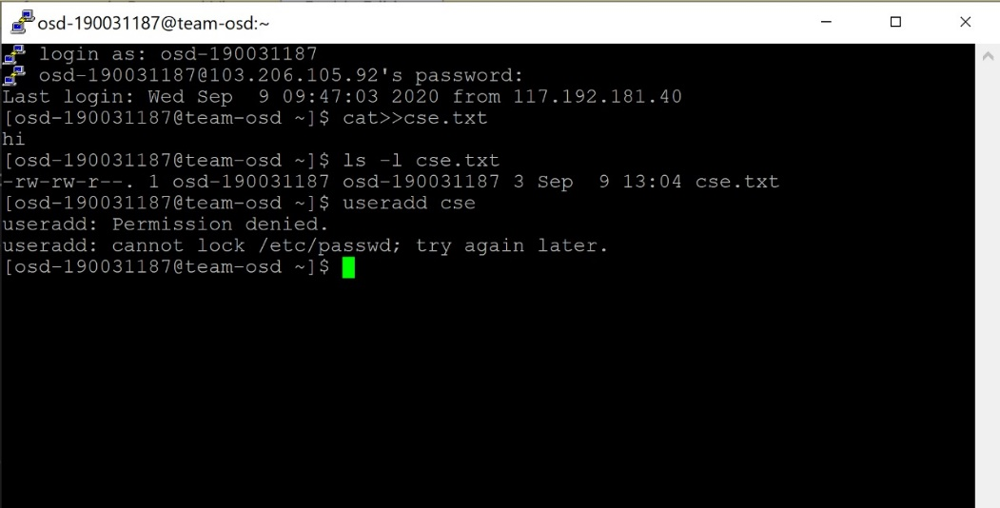 osd-190031187@team-osd:~
login as: osd-190031187
osd-190031187@103.206.105.92's password:
Last login: Wed Sep  9 09:47:03 2020 from 117.192.181.40
[osd-190031187@team-osd ~]$ cat>>cse.txt
hi
[osd-190031187@team-osd ~]$ ls -l cse.txt
-rw-rw-r--. 1 osd-190031187 osd-190031187 3 Sep  9 13:04 cse.txt
[osd-190031187@team-osd ~]$ useradd cse
useradd: Permission denied.
useradd: cannot lock /etc/passwd; try again later.
[osd-190031187@team-osd ~]$